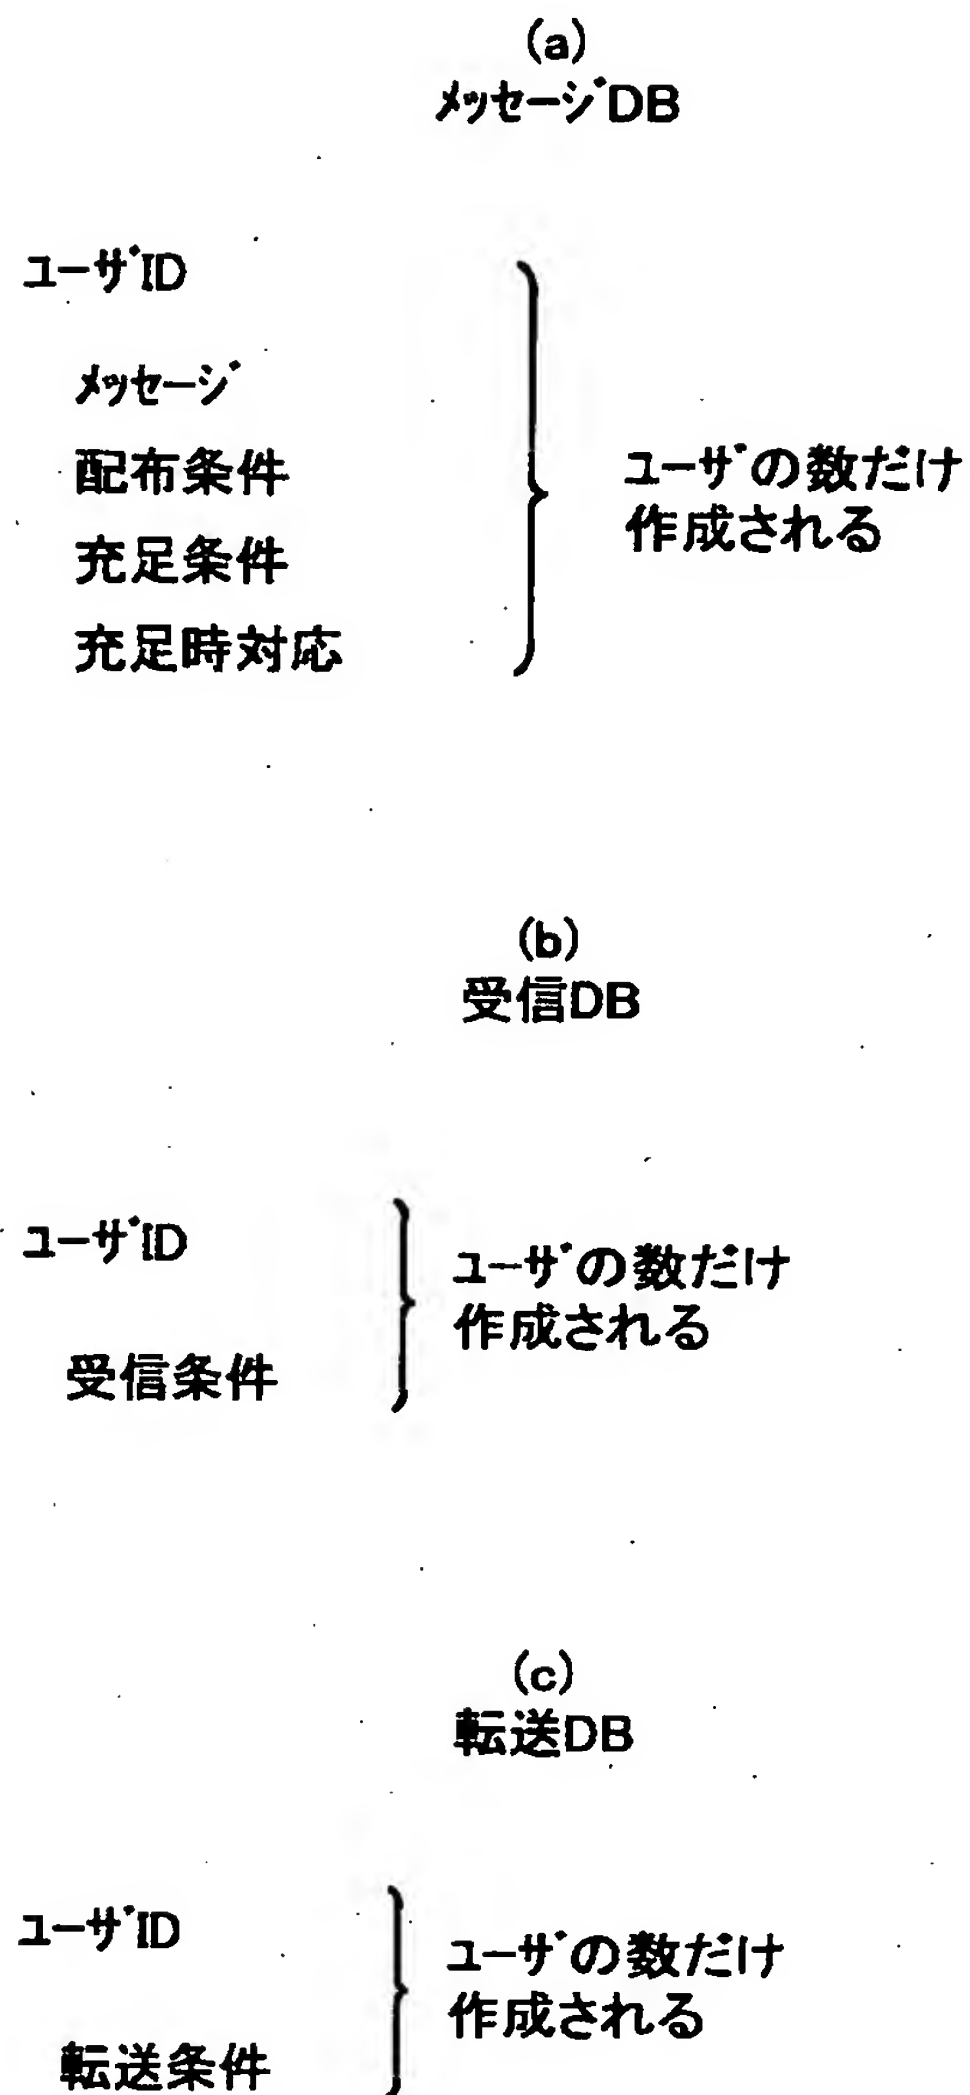 (a)
メッセージDB
ユーザID
メッセージ
配布条件
充足条件
充足時対応
ユーザの数だけ
作成される
(b)
受信DB
ユーザID
受信条件
ユーザの数だけ
作成される
(c)
転送DB
ユーザID
転送条件
ユーザの数だけ
作成される